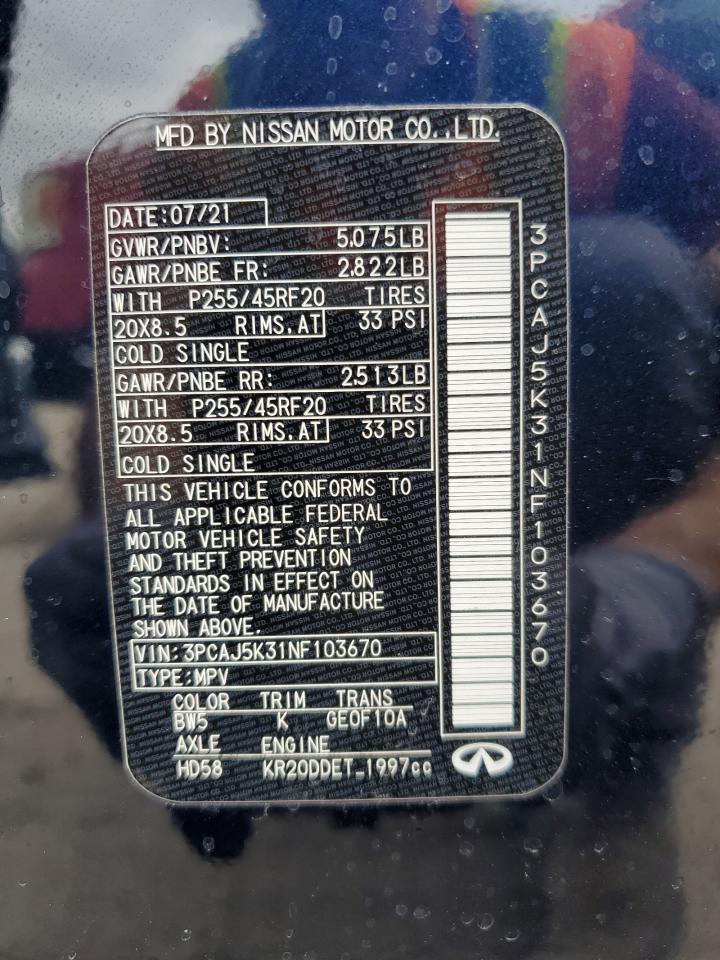 MFD BY NISSAN MOTOR CO.,LTD.
DATE:07/21
GVWR/PNBV: 5,075LB
GAWR/PNBE FR: 2,822LB
WITH P255/45RF20 TIRES
20X8.5 RIMS.AT 33 PSI
COLD SINGLE
GAWR/PNBE RR: 2,513LB
WITH P255/45RF20 TIRES
20X8.5 RIMS.AT 33 PSI
COLD SINGLE
THIS VEHICLE CONFORMS TO
ALL APPLICABLE FEDERAL
MOTOR VEHICLE SAFETY
AND THEFT PREVENTION
STANDARDS IN EFFECT ON
THE DATE OF MANUFACTURE
SHOWN ABOVE.
VIN:3PCAJ5K31NF103670
TYPE:MPV
COLOR TRIM TRANS
BW5 K GE0F10A
AXLE ENGINE
HD58 KR20DDET_1997cc
3PCAJ5K31NF103670